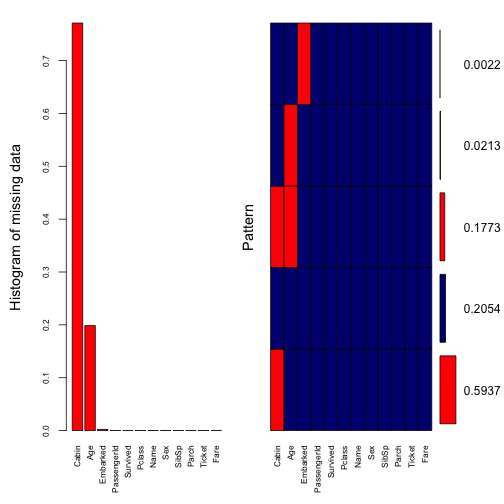 Histogram of missing data
0.7
0.6
0.5
0.4
0.3
0.2
0.1
0.0
Cabin
Age
Embarked
PassengerId
Survived
Pclass
Name
Sex
SibSp
Parch
Ticket
Fare
Pattern
Cabin
Age
Embarked
PassengerId
Survived
Pclass
Name
Sex
SibSp
Parch
Ticket
Fare
0.0022
0.0213
0.1773
0.2054
0.5937